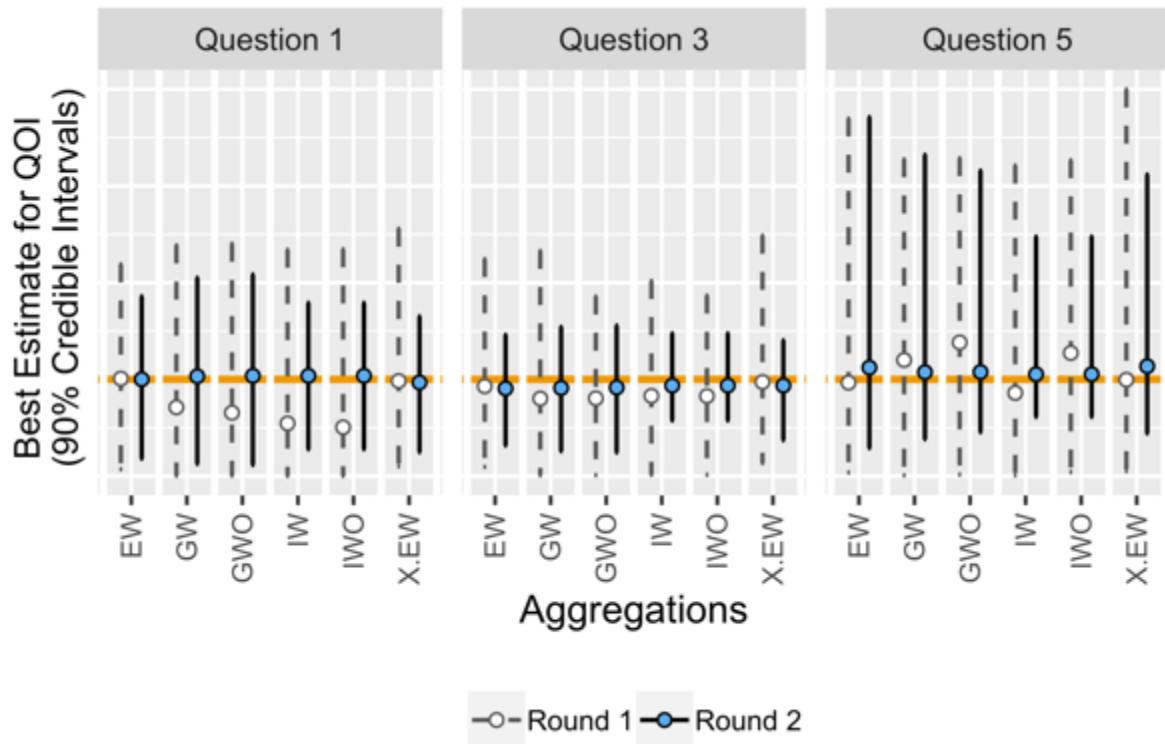 Question 1
Question 3
Question 5
Best Estimate for QOI
(90% Credible Intervals)
EW
GW
GWO
IW
IWO
X.EW
EW
GW
GWO
IW
IWO
X.EW
EW
GW
GWO
IW
IWO
X.EW
Aggregations
Round 1
Round 2